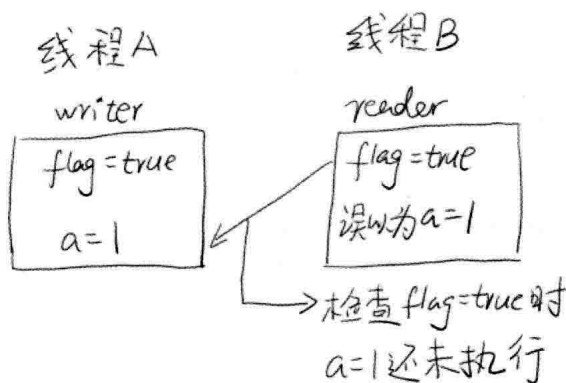 线程A
writer
flag=true
a=1
线程B
reader
flag=true
误以为a=1
检查flag=true时
a=1还未执行